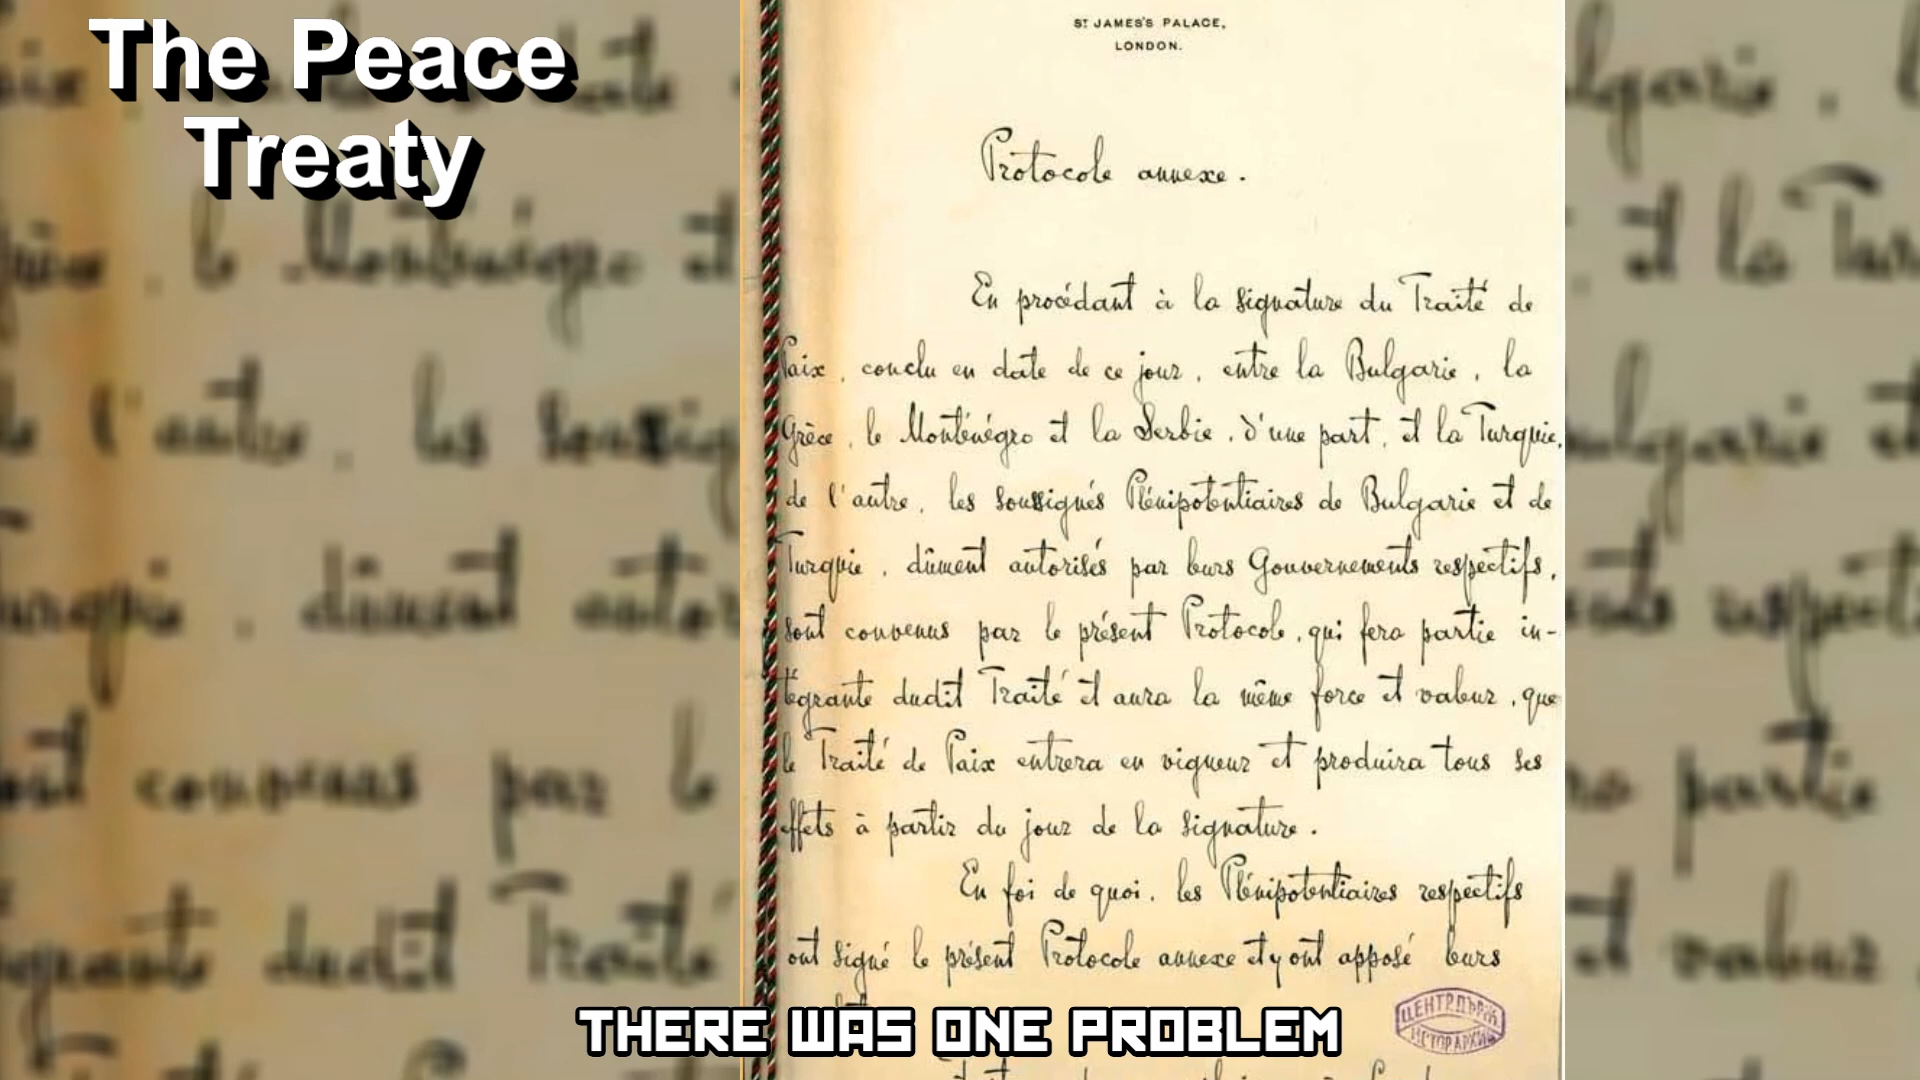 The Peace
Treaty
ST JAMES'S PALACE,
LONDON.
Protocole annexe.
En procédant à la signature du Traité de
Paix, conclu en date de ce jour, entre la Bulgarie, la
Grèce, le Monténégro et la Serbie, d'une part, et la Turquie,
de l'autre, les soussignés Plénipotentiaires de Bulgarie et de
Turquie, dûment autorisés par leurs Gouvernements respectifs,
sont convenus par le présent Protocole, qui fera partie in-
tégrante dudit Traité et aura la même force et valeur, que
le Traité de Paix entrera en vigueur et produira tous ses
effets à partir du jour de la signature.
En foi de quoi, les Plénipotentiaires respectifs
ont signé le présent Protocole annexe et y ont apposé leurs
THERE WAS ONE PROBLEM
ЦЕНТР. ДЪРЖ.
ИСТОР. АРХИВ